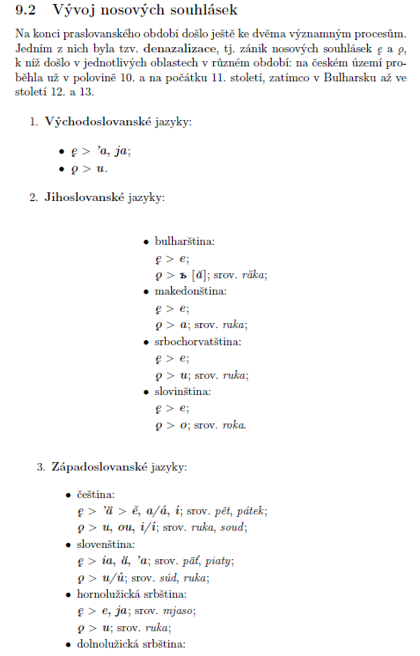 9.2 Vývoj nosových souhlásek
Na konci praslovanského období došlo ještě ke dvěma významným procesům.
Jedním z nich byla tzv. denazalizace, tj. zánik nosových souhlásek ę a ǫ,
k níž došlo v jednotlivých oblastech v různém období: na českém území pro-
běhla už v polovině 10. a na počátku 11. století, zatímco v Bulharsku až ve
století 12. a 13.
1. Východoslovanské jazyky:
• ę > ’a, ja;
• ǫ > u.
2. Jihoslovanské jazyky:
• bulharština:
ę > e;
ǫ > ъ [ă]; srov. răka;
• makedonština:
ę > e;
ǫ > a; srov. raka;
• srbochorvatština:
ę > e;
ǫ > u; srov. ruka;
• slovinština:
ę > e;
ǫ > o; srov. roka.
3. Západoslovanské jazyky:
• čeština:
ę > ’ä > ě, a/á, í; srov. pět, pátek;
ǫ > u, ou, i/í; srov. ruka, soud;
• slovenština:
ę > ia, ä, ’a; srov. päť, piaty;
ǫ > u/ú; srov. súd, ruka;
• hornolužická srbština:
ę > e, ja; srov. mjaso;
ǫ > u; srov. ruka;
• dolnolužická srbština: